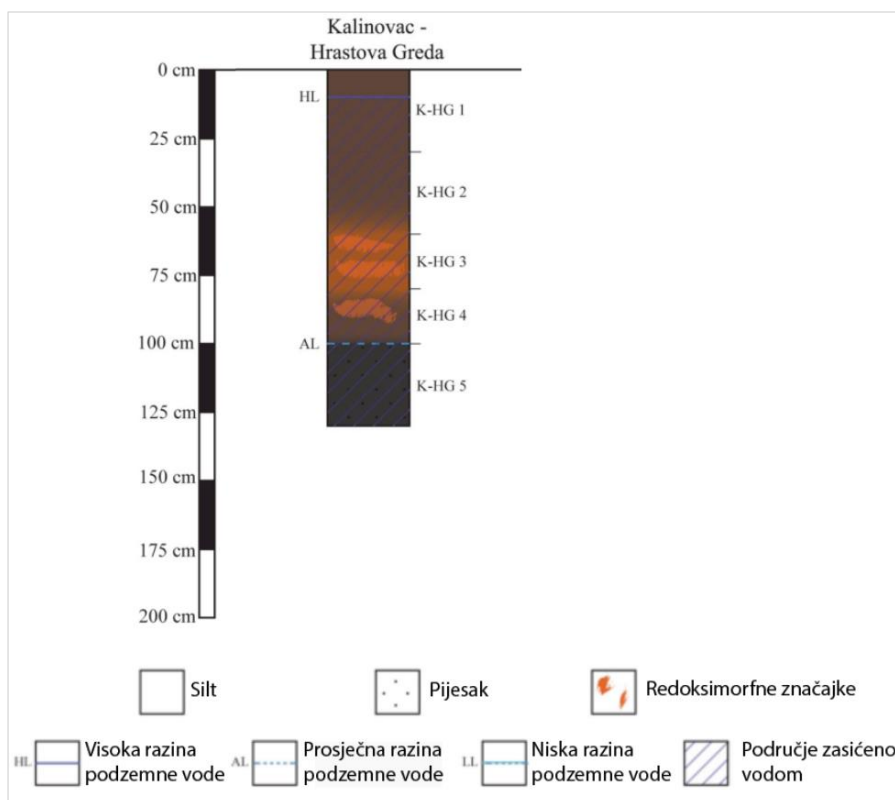 Kalinovac -
Hrastova Greda
0 cm
HL
K-HG 1
25 cm
K-HG 2
50 cm
K-HG 3
75 cm
K-HG 4
100 cm
AL
K-HG 5
125 cm
150 cm
175 cm
200 cm
Silt
Pijesak
Redoksimorfne značajke
HL
Visoka razina
podzemne vode
AL
Prosječna razina
podzemne vode
LL
Niska razina
podzemne vode
Područje zasićeno
vodom